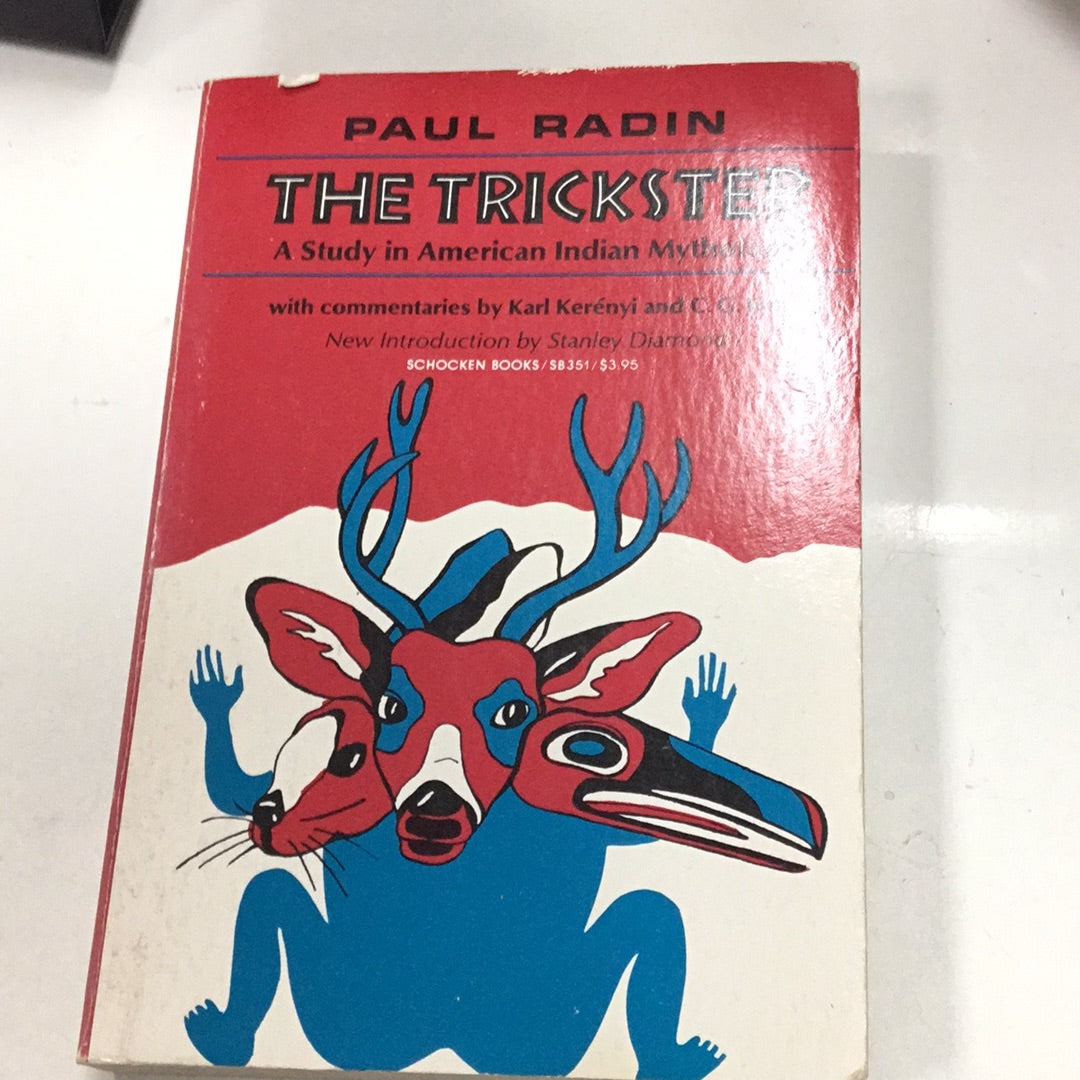 PAUL RADIN
THE TRICKSTER
A Study in American Indian
with commentaries by Karl Kerényi and C. G.
New Introduction by Stanley Diamond
SCHOCKEN BOOKS/SB351/$3.95